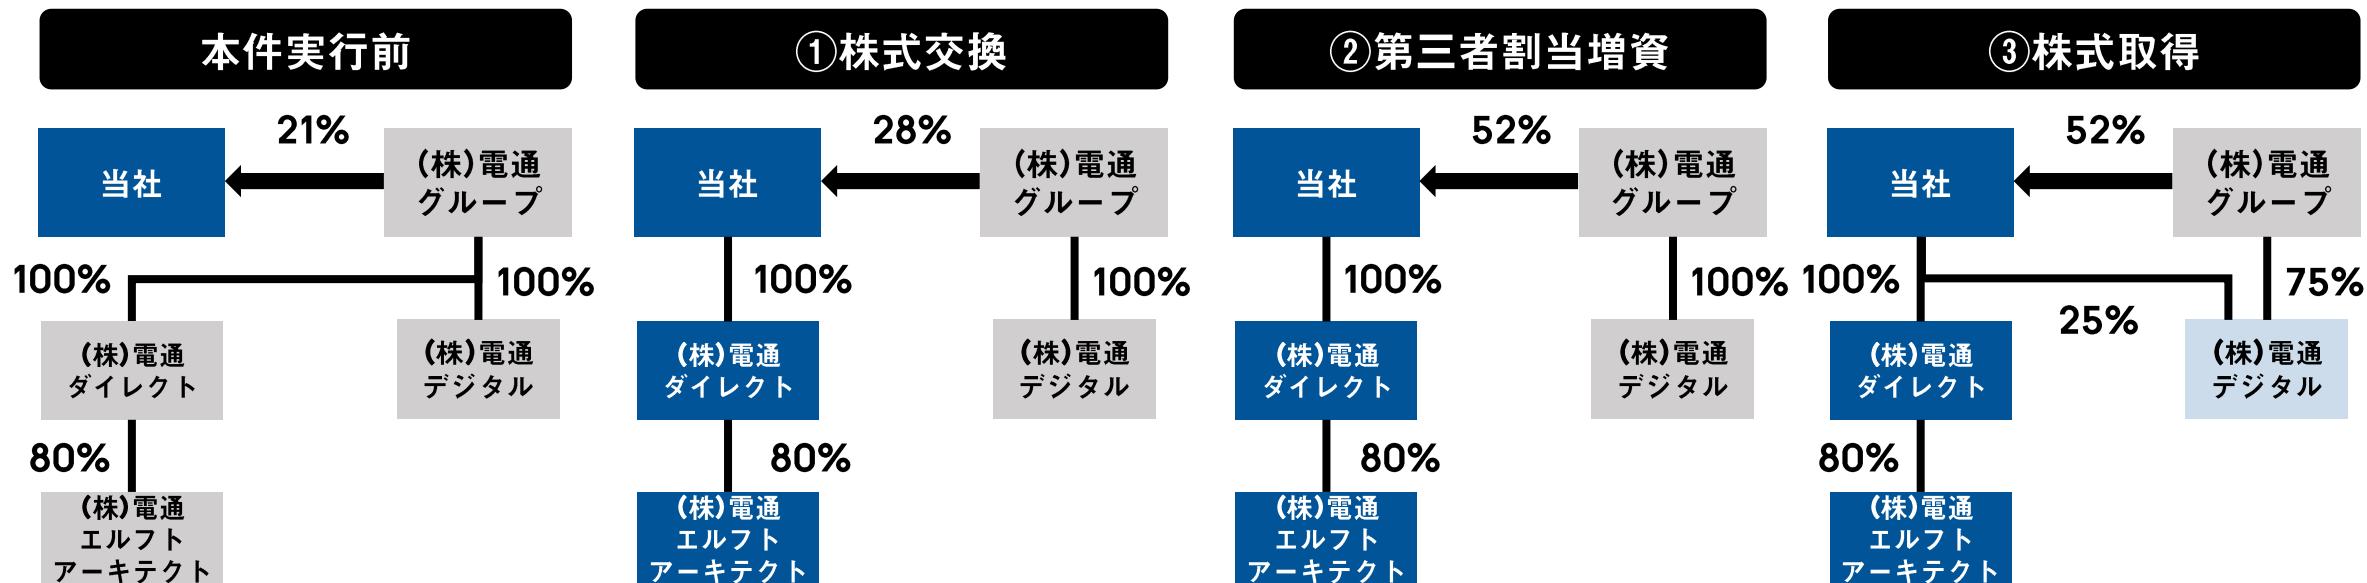 本件実行前
21%
当社
(株)電通
グループ
100%
100%
(株)電通
ダイレクト
(株)電通
デジタル
80%
(株)電通
エルフト
アーキテクト
①株式交換
28%
当社
(株)電通
グループ
100%
100%
(株)電通
ダイレクト
(株)電通
デジタル
80%
(株)電通
エルフト
アーキテクト
②第三者割当増資
52%
当社
(株)電通
グループ
100%
100%
(株)電通
ダイレクト
(株)電通
デジタル
80%
(株)電通
エルフト
アーキテクト
③株式取得
52%
当社
(株)電通
グループ
100%
75%
25%
(株)電通
ダイレクト
(株)電通
デジタル
80%
(株)電通
エルフト
アーキテクト